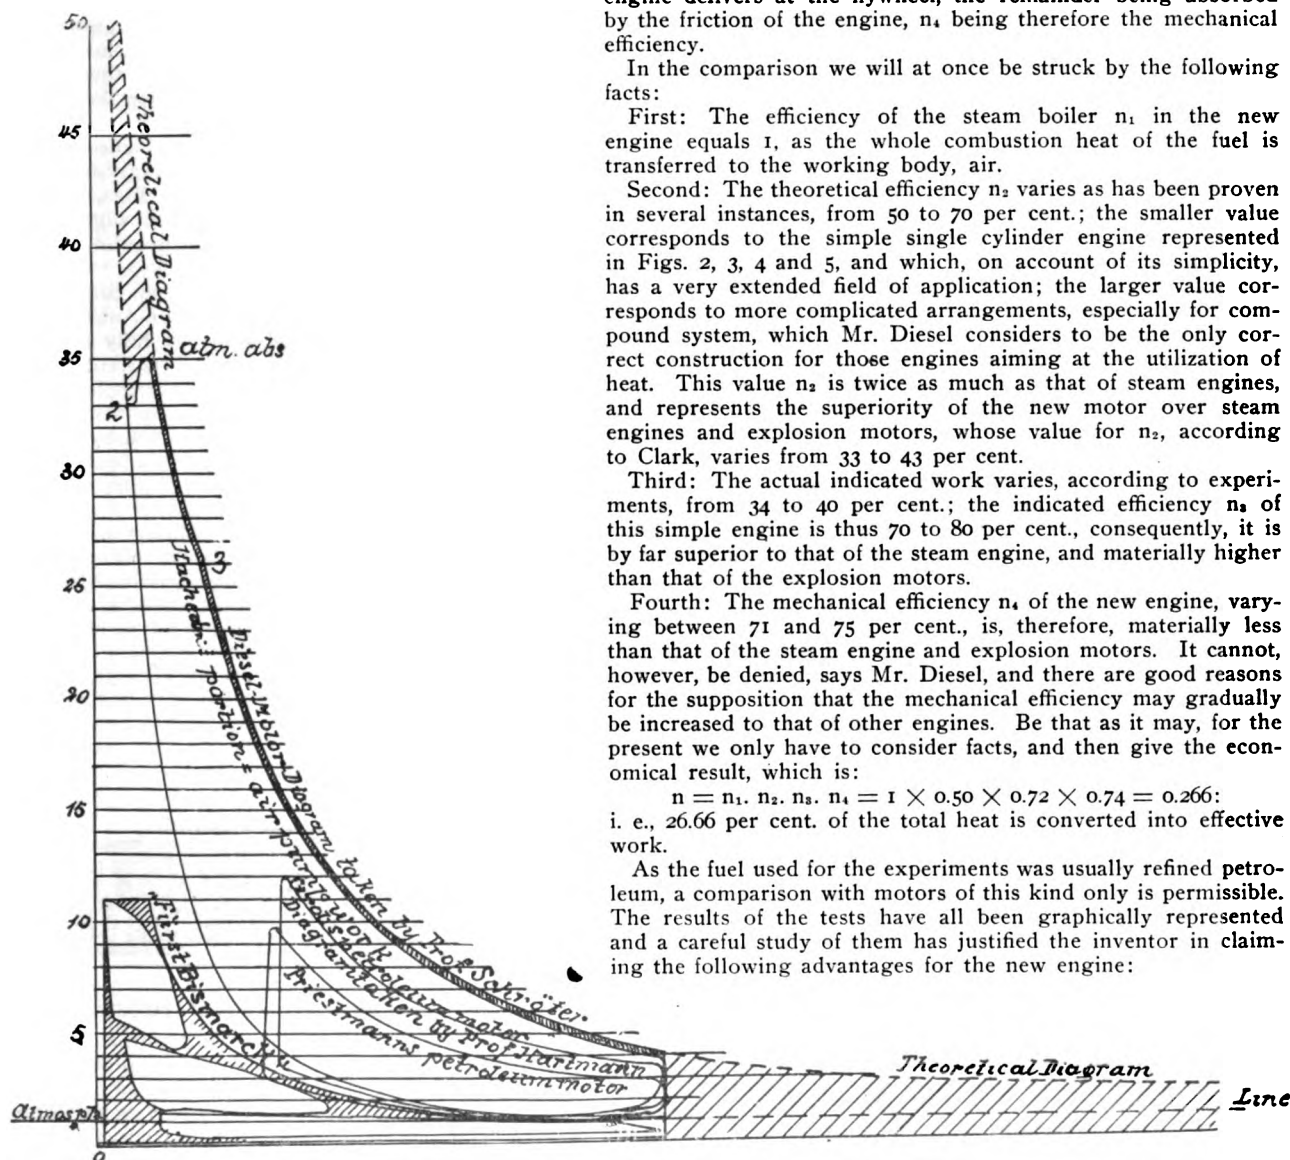 50
45
40
35
30
25
20
15
10
5
0
Theoretical Diagram
atm. abs
2
3
Diesel-Motor: Diagram taken by Prof. Schröter.
Grobs petroleum motor
Diagram taken by Prof. Hartmann
Priestmanns petroleum motor
"Fürst Bismarck"
Atmosph.
Theoretical Diagram
Line
engine delivers at the flywheel, the remainder being absorbed
by the friction of the engine, n₄ being therefore the mechanical
efficiency.
In the comparison we will at once be struck by the following
facts:
First: The efficiency of the steam boiler n₁ in the new
engine equals 1, as the whole combustion heat of the fuel is
transferred to the working body, air.
Second: The theoretical efficiency n₂ varies as has been proven
in several instances, from 50 to 70 per cent.; the smaller value
corresponds to the simple single cylinder engine represented
in Figs. 2, 3, 4 and 5, and which, on account of its simplicity,
has a very extended field of application; the larger value cor-
responds to more complicated arrangements, especially for com-
pound system, which Mr. Diesel considers to be the only cor-
rect construction for those engines aiming at the utilization of
heat. This value n₂ is twice as much as that of steam engines,
and represents the superiority of the new motor over steam
engines and explosion motors, whose value for n₂, according
to Clark, varies from 33 to 43 per cent.
Third: The actual indicated work varies, according to experi-
ments, from 34 to 40 per cent.; the indicated efficiency n₃ of
this simple engine is thus 70 to 80 per cent., consequently, it is
by far superior to that of the steam engine, and materially higher
than that of the explosion motors.
Fourth: The mechanical efficiency n₄ of the new engine, vary-
ing between 71 and 75 per cent., is, therefore, materially less
than that of the steam engine and explosion motors. It cannot,
however, be denied, says Mr. Diesel, and there are good reasons
for the supposition that the mechanical efficiency may gradually
be increased to that of other engines. Be that as it may, for the
present we only have to consider facts, and then give the econ-
omical result, which is:
n = n₁. n₂. n₃. n₄ = 1 × 0.50 × 0.72 × 0.74 = 0.266:
i. e., 26.66 per cent. of the total heat is converted into effective
work.
As the fuel used for the experiments was usually refined petro-
leum, a comparison with motors of this kind only is permissible.
The results of the tests have all been graphically represented
and a careful study of them has justified the inventor in claim-
ing the following advantages for the new engine: